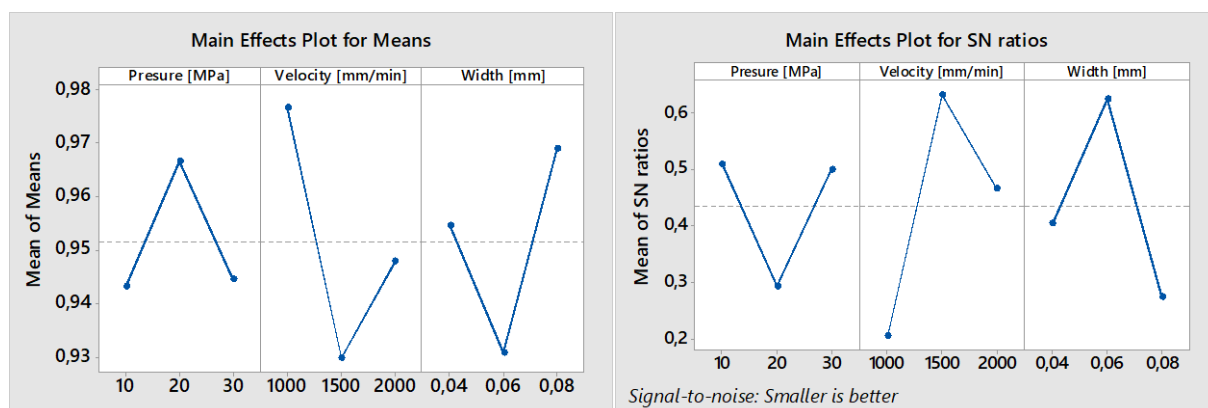 Main Effects Plot for Means
Presure [MPa] Velocity [mm/min] Width [mm]
Mean of Means
0,98
0,97
0,96
0,95
0,94
0,93
10 20 30 1000 1500 2000 0,04 0,06 0,08
Main Effects Plot for SN ratios
Presure [MPa] Velocity [mm/min] Width [mm]
Mean of SN ratios
0,6
0,5
0,4
0,3
0,2
10 20 30 1000 1500 2000 0,04 0,06 0,08
Signal-to-noise: Smaller is better